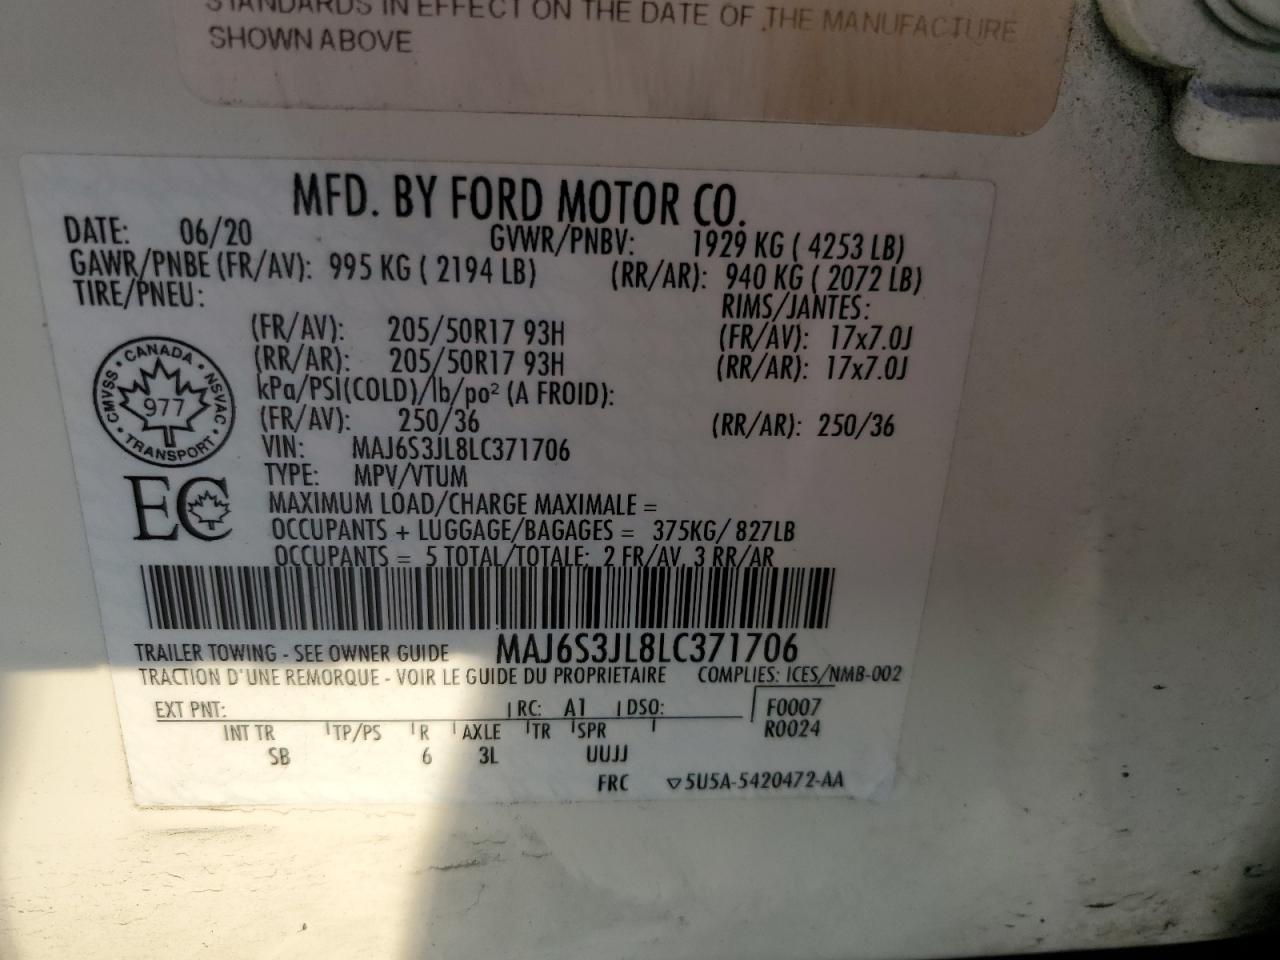 STANDARDS IN EFFECT ON THE DATE OF THE MANUFACTURE
SHOWN ABOVE
MFD. BY FORD MOTOR CO.
DATE: 06/20 GVWR/PNBV: 1929 KG ( 4253 LB)
GAWR/PNBE (FR/AV): 995 KG ( 2194 LB) (RR/AR): 940 KG ( 2072 LB)
TIRE/PNEU: RIMS/JANTES:
(FR/AV): 205/50R17 93H (FR/AV): 17x7.0J
(RR/AR): 205/50R17 93H (RR/AR): 17x7.0J
kPa/PSI(COLD)/lb/po² (A FROID):
(FR/AV): 250/36 (RR/AR): 250/36
VIN: MAJ6S3JL8LC371706
TYPE: MPV/VTUM
CANADA
CMVSS 977 NSVAC
TRANSPORT
EC
MAXIMUM LOAD/CHARGE MAXIMALE =
OCCUPANTS + LUGGAGE/BAGAGES = 375KG/ 827LB
OCCUPANTS = 5 TOTAL/TOTALE: 2 FR/AV 3 RR/AR
TRAILER TOWING - SEE OWNER GUIDE MAJ6S3JL8LC371706
TRACTION D'UNE REMORQUE - VOIR LE GUIDE DU PROPRIETAIRE COMPLIES: ICES/NMB-002
EXT PNT: RC: A1 DSO: F0007
INT TR TP/PS R AXLE TR SPR R0024
SB 6 3L UUJJ
FRC ▽5U5A-5420472-AA